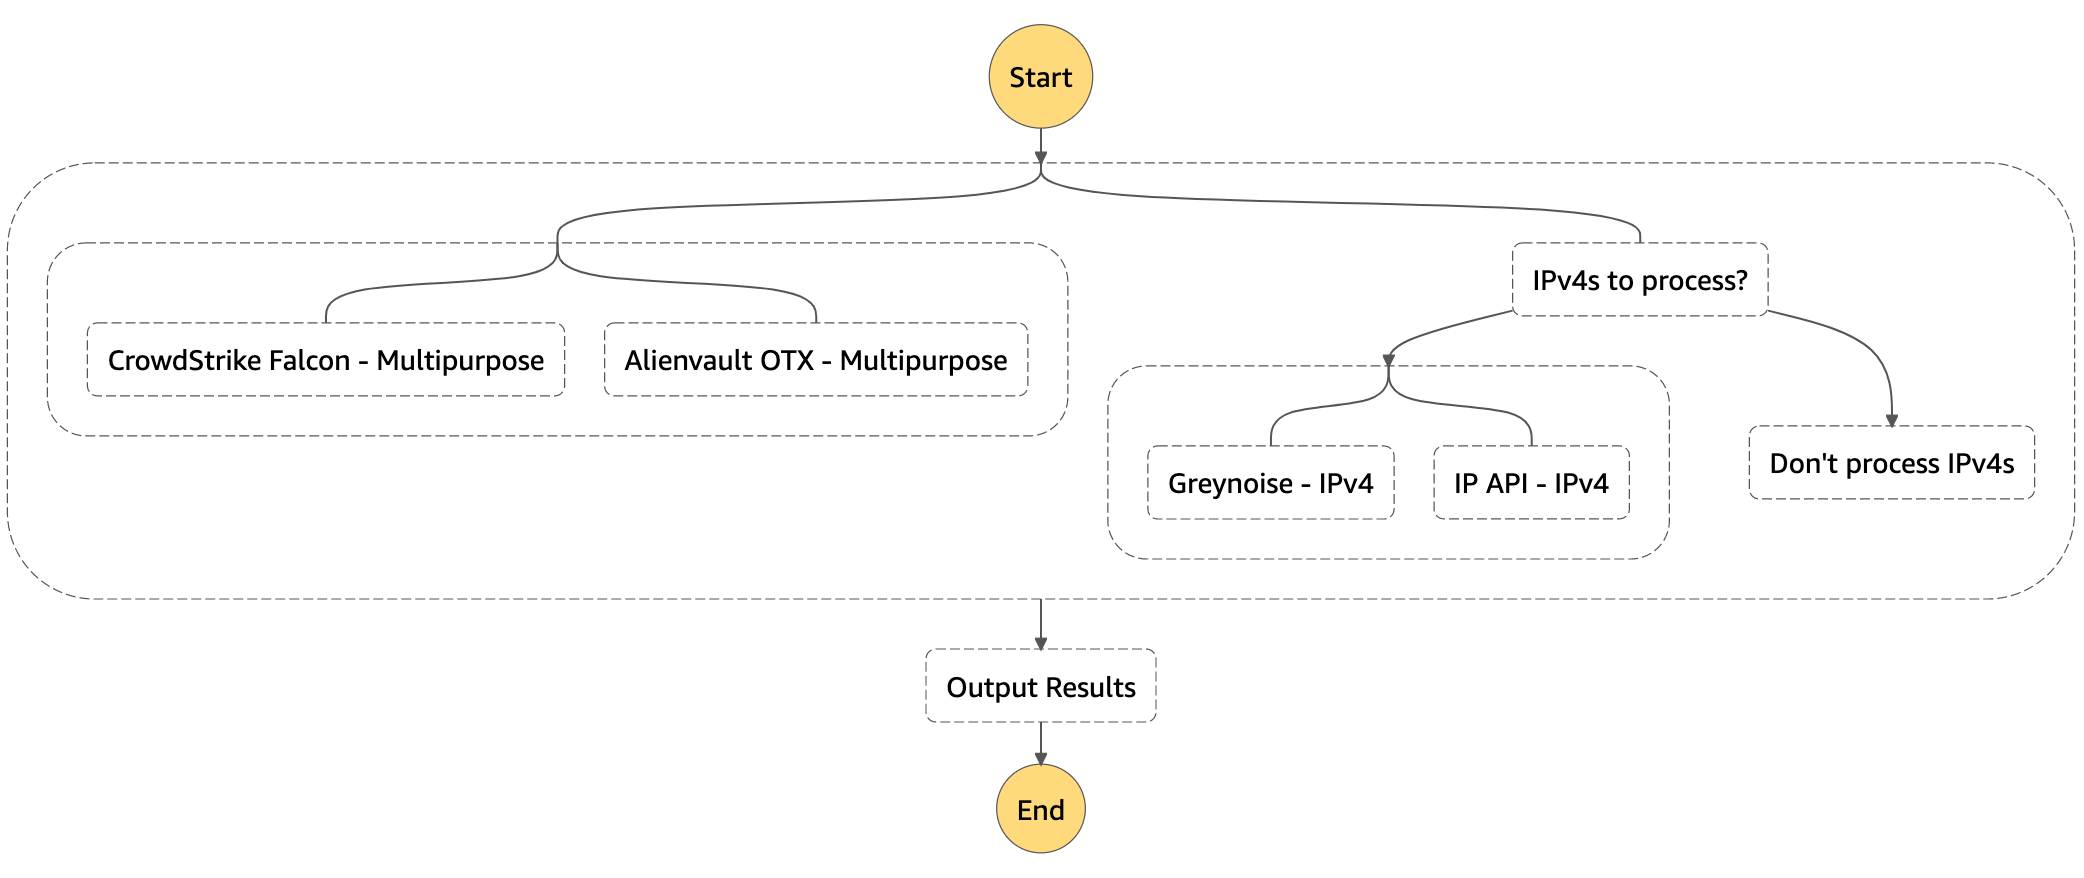 Start
IPv4s to process?
CrowdStrike Falcon - Multipurpose
Alienvault OTX - Multipurpose
Greynoise - IPv4
IP API - IPv4
Don't process IPv4s
Output Results
End